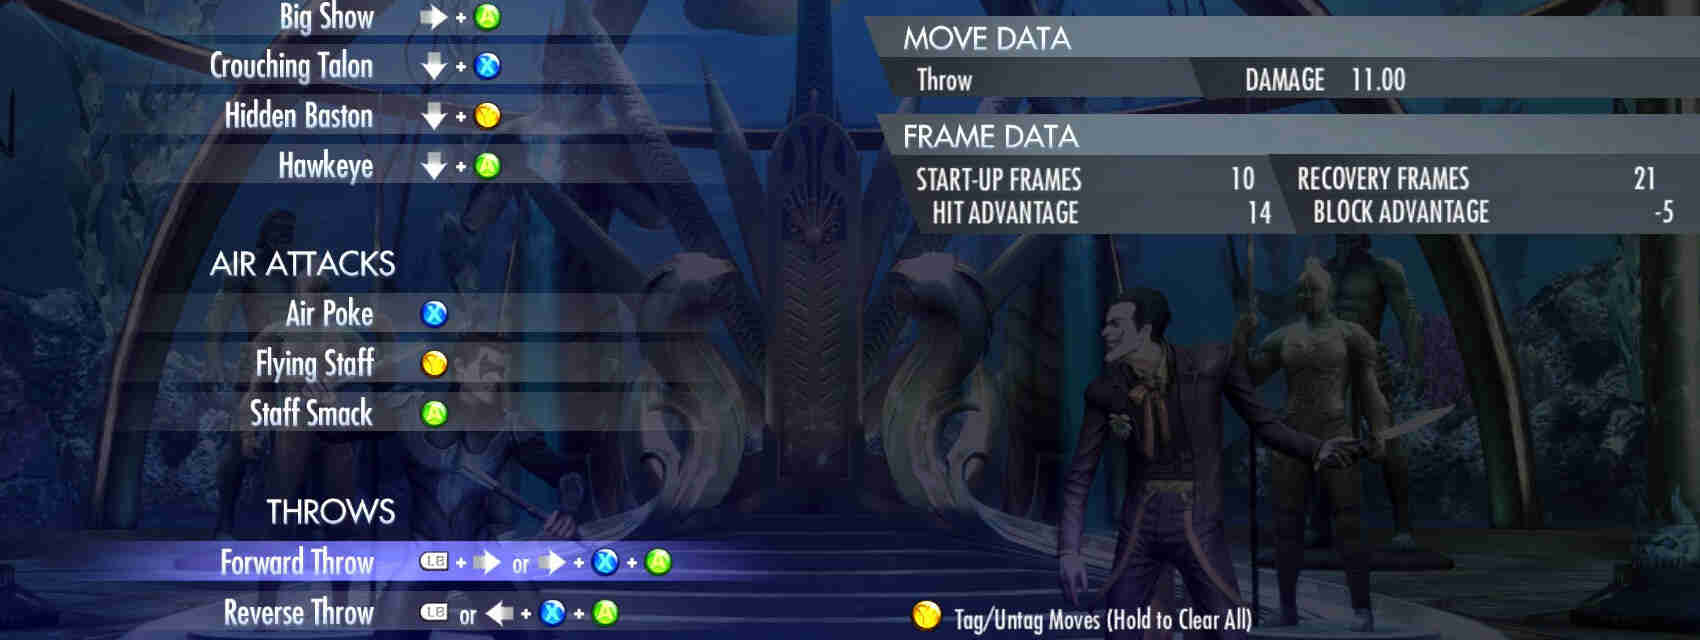 Big Show + A
Crouching Talon + X
Hidden Baston + Y
Hawkeye + A
AIR ATTACKS
Air Poke X
Flying Staff Y
Staff Smack A
THROWS
Forward Throw LB + or + X + A
Reverse Throw LB or + X + A
MOVE DATA
Throw DAMAGE 11.00
FRAME DATA
START-UP FRAMES 10 RECOVERY FRAMES 21
HIT ADVANTAGE 14 BLOCK ADVANTAGE -5
Y Tag/Untag Moves (Hold to Clear All)